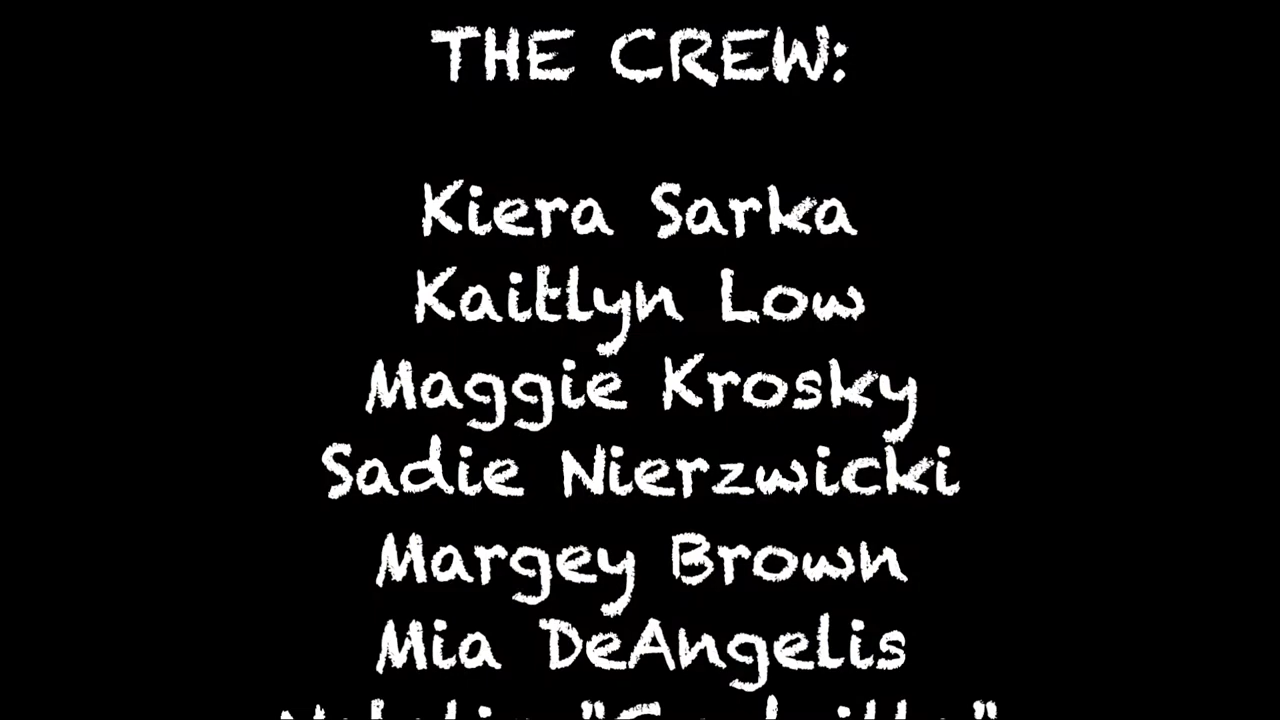 THE CREW:
Kiera Sarka
Kaitlyn Low
Maggie Krosky
Sadie Nierzwicki
Margey Brown
Mia DeAngelis